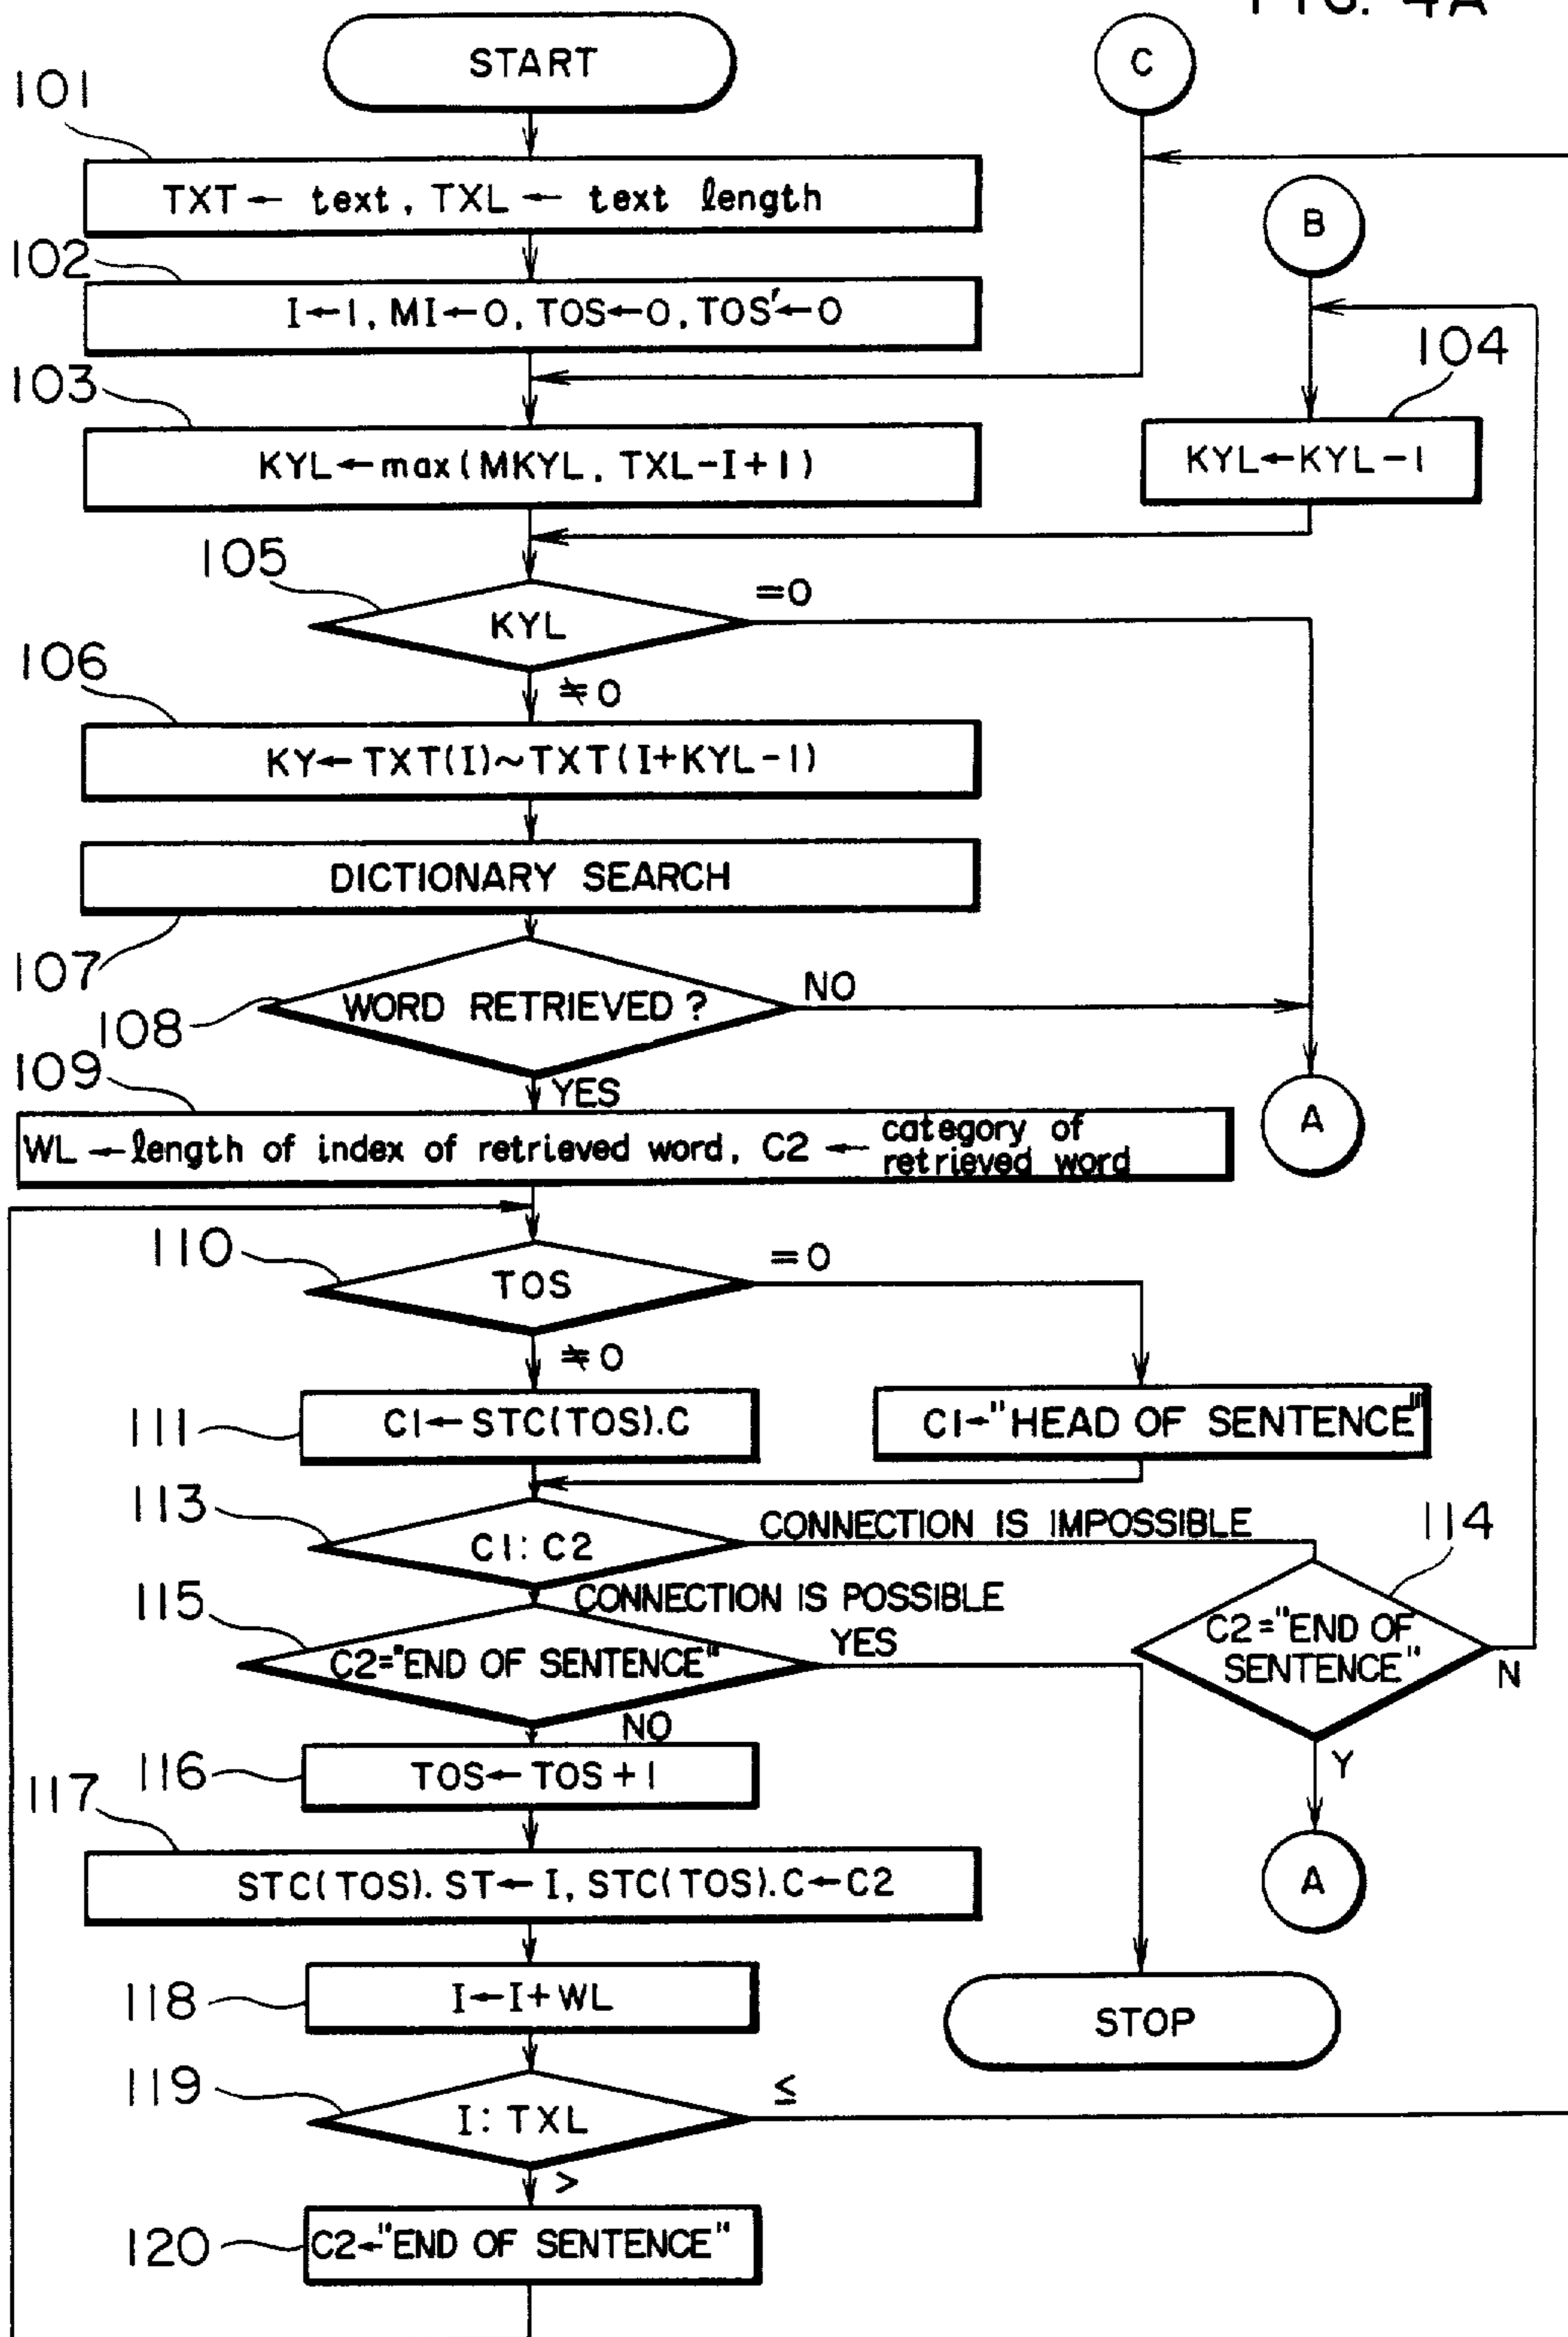 FIG. 4A
START
C
101
TXT ← text, TXL ← text length
B
102
I←1, MI←0, TOS←0, TOS'←0
104
103
KYL←max(MKYL, TXL-I+1)
KYL←KYL-1
105
KYL
=0
≠0
106
KY←TXT(I)~TXT(I+KYL-1)
DICTIONARY SEARCH
107
WORD RETRIEVED?
NO
108
YES
109
A
WL ← length of index of retrieved word, C2 ← category of
retrieved word
110
TOS
=0
≠0
111
C1←STC(TOS).C
C1←"HEAD OF SENTENCE"
113
C1: C2
CONNECTION IS IMPOSSIBLE
114
CONNECTION IS POSSIBLE
115
C2="END OF SENTENCE"
YES
C2="END OF
SENTENCE"
N
NO
116
TOS←TOS+1
Y
117
STC(TOS).ST←I, STC(TOS).C←C2
A
118
I←I+WL
STOP
119
I: TXL
≤
>
120
C2←"END OF SENTENCE"